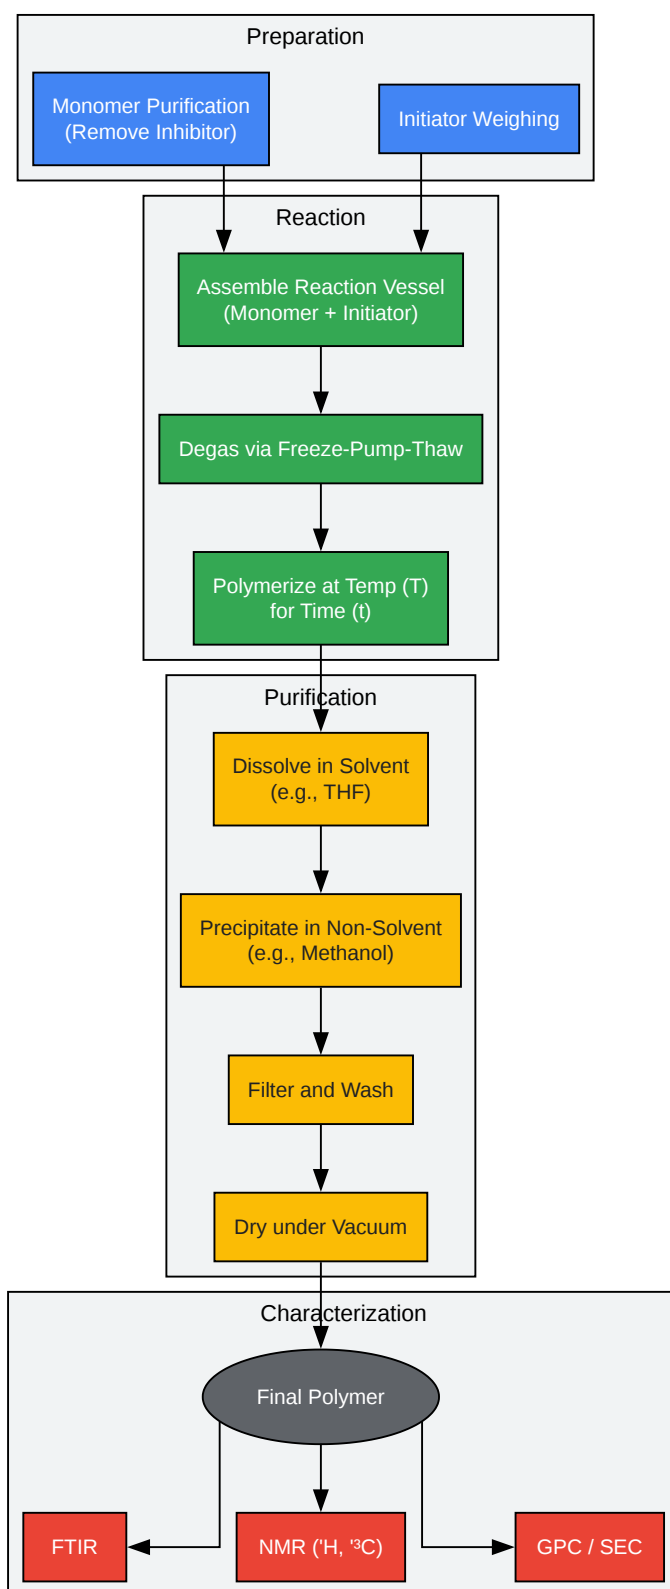 Preparation
Monomer Purification
(Remove Inhibitor)
Initiator Weighing
Reaction
Assemble Reaction Vessel
(Monomer + Initiator)
Degas via Freeze-Pump-Thaw
Polymerize at Temp (T)
for Time (t)
Purification
Dissolve in Solvent
(e.g., THF)
Precipitate in Non-Solvent
(e.g., Methanol)
Filter and Wash
Dry under Vacuum
Characterization
Final Polymer
FTIR
NMR ('H, '³C)
GPC / SEC